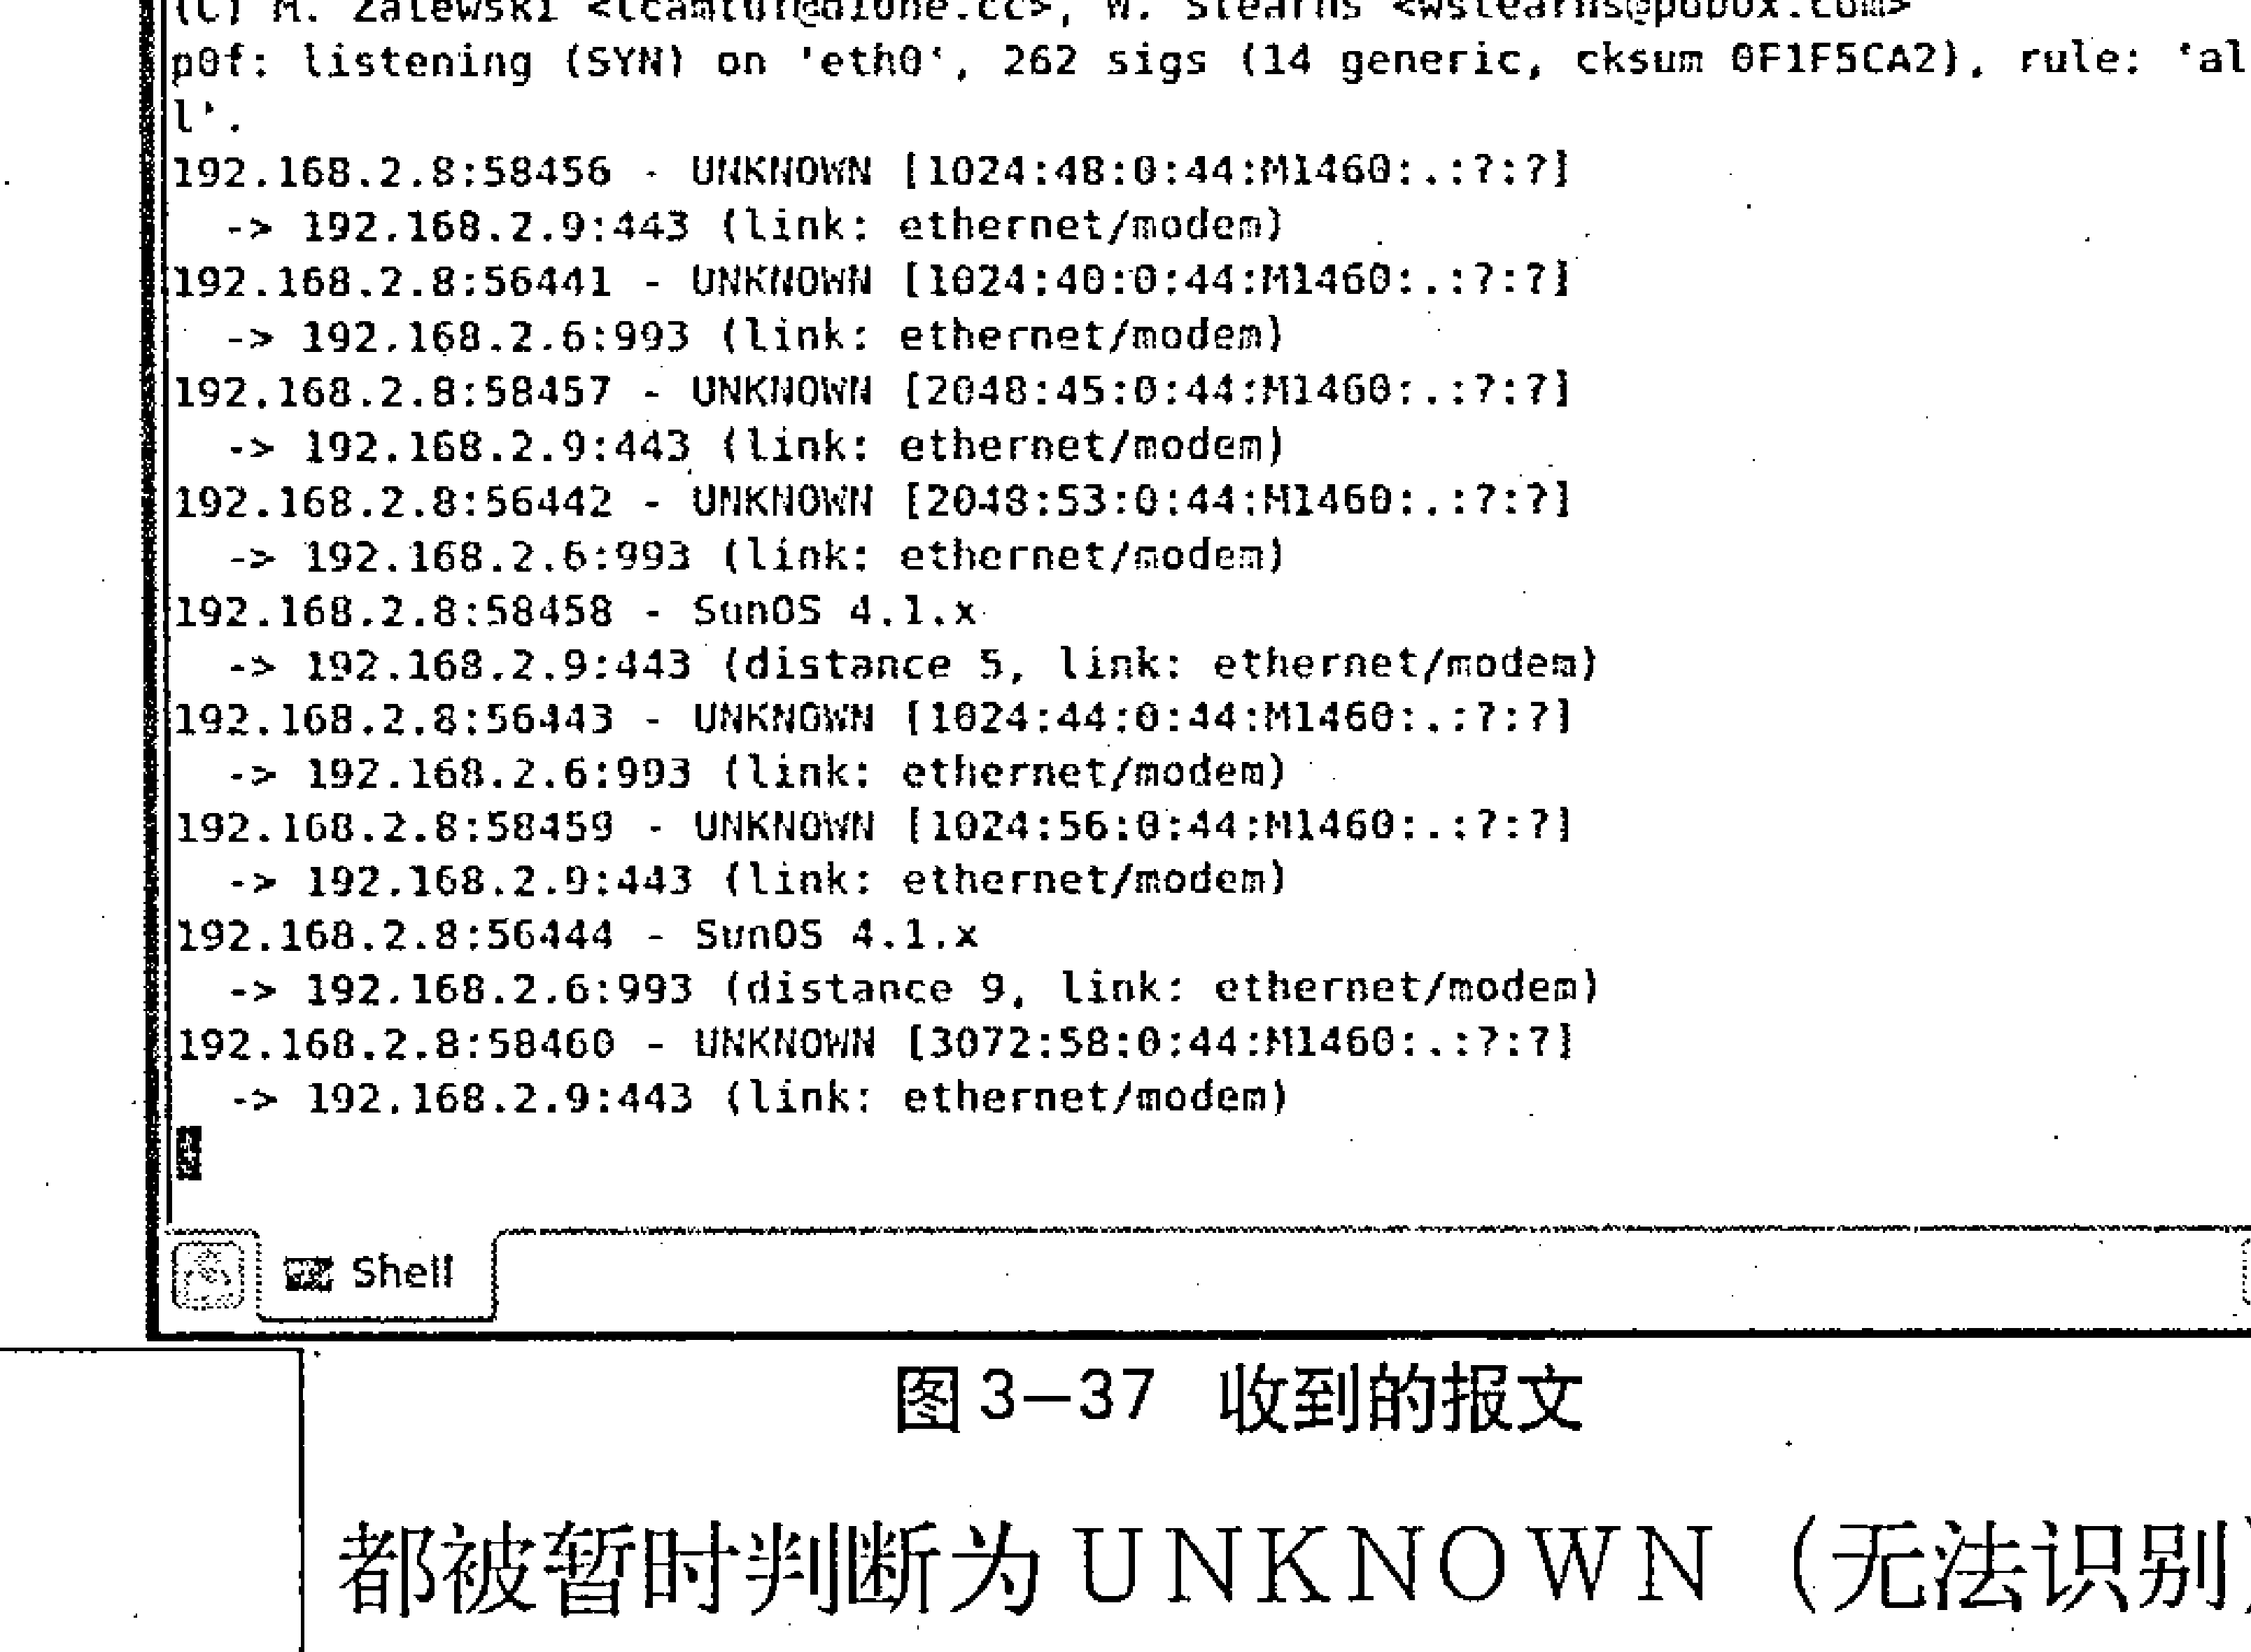 (C) M. Zalewski <lcamtuf@dione.cc>, W. Stearns <wstearns@pobox.com>
p0f: listening (SYN) on 'eth0', 262 sigs (14 generic, cksum 0F1F5CA2), rule: 'al
l'.
192.168.2.8:58456 - UNKNOWN [1024:48:0:44:M1460:.:?:?]
-> 192.168.2.9:443 (link: ethernet/modem)
192.168.2.8:56441 - UNKNOWN [1024:40:0:44:M1460:.:?:?]
-> 192.168.2.6:993 (link: ethernet/modem)
192.168.2.8:58457 - UNKNOWN [2048:45:0:44:M1460:.:?:?]
-> 192.168.2.9:443 (link: ethernet/modem)
192.168.2.8:56442 - UNKNOWN [2048:53:0:44:M1460:.:?:?]
-> 192.168.2.6:993 (link: ethernet/modem)
192.168.2.8:58458 - SunOS 4.1.x
-> 192.168.2.9:443 (distance 5, link: ethernet/modem)
192.168.2.8:56443 - UNKNOWN [1024:44:0:44:M1460:.:?:?]
-> 192.168.2.6:993 (link: ethernet/modem)
192.168.2.8:58459 - UNKNOWN [1024:56:0:44:M1460:.:?:?]
-> 192.168.2.9:443 (link: ethernet/modem)
192.168.2.8:56444 - SunOS 4.1.x
-> 192.168.2.6:993 (distance 9, link: ethernet/modem)
192.168.2.8:58460 - UNKNOWN [3072:58:0:44:M1460:.:?:?]
-> 192.168.2.9:443 (link: ethernet/modem)
Shell
图3-37 收到的报文
都被暂时判断为 UNKNOWN (无法识别)